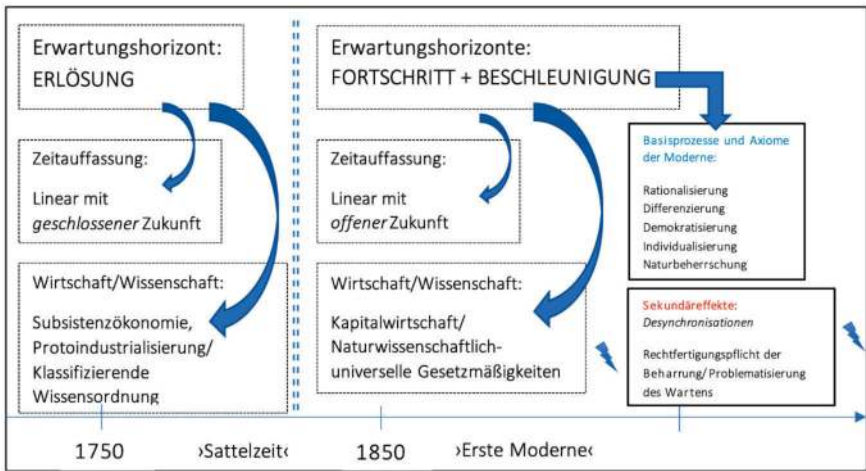 Erwartungshorizont:
ERLÖSUNG
Zeitauffassung:
Linear mit
geschlossener Zukunft
Wirtschaft/Wissenschaft:
Subsistenzökonomie,
Protoindustrialisierung/
Klassifizierende
Wissensordnung
Erwartungshorizonte:
FORTSCHRITT + BESCHLEUNIGUNG
Zeitauffassung:
Linear mit
offener Zukunft
Wirtschaft/Wissenschaft:
Kapitalwirtschaft/
Naturwissenschaftlich-
universelle Gesetzmäßigkeiten
Basisprozesse und Axiome
der Moderne:
Rationalisierung
Differenzierung
Demokratisierung
Individualisierung
Naturbeherrschung
Sekundäreffekte:
Desynchronisationen
Rechtfertigungspflicht der
Beharrung/Problematisierung
des Wartens
1750 ›Sattelzeit‹ 1850 ›Erste Moderne‹